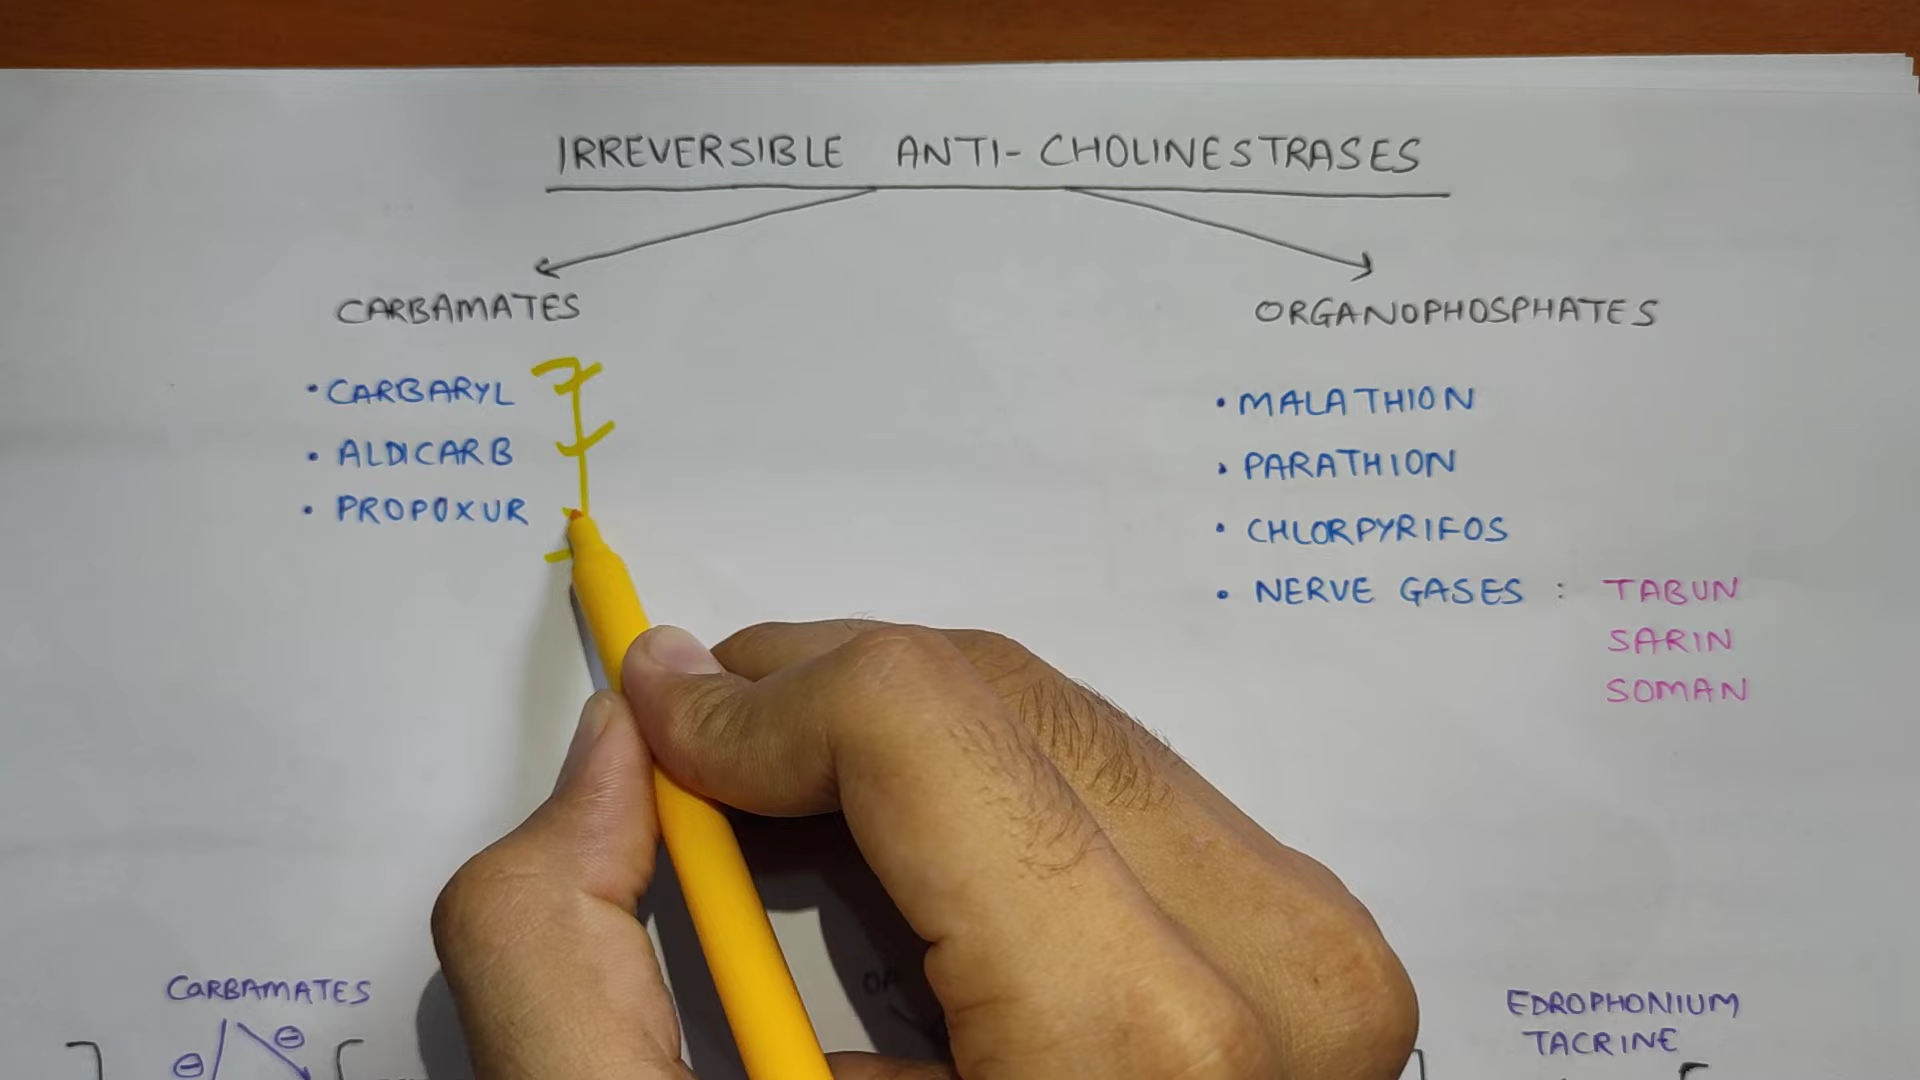 IRREVERSIBLE ANTI-CHOLINESTRASES
CARBAMATES
• CARBARYL
• ALDICARB
• PROPOXUR
ORGANOPHOSPHATES
• MALATHION
• PARATHION
• CHLORPYRIFOS
• NERVE GASES : TABUN
SARIN
SOMAN
CARBAMATES
EDROPHONIUM
TACRINE